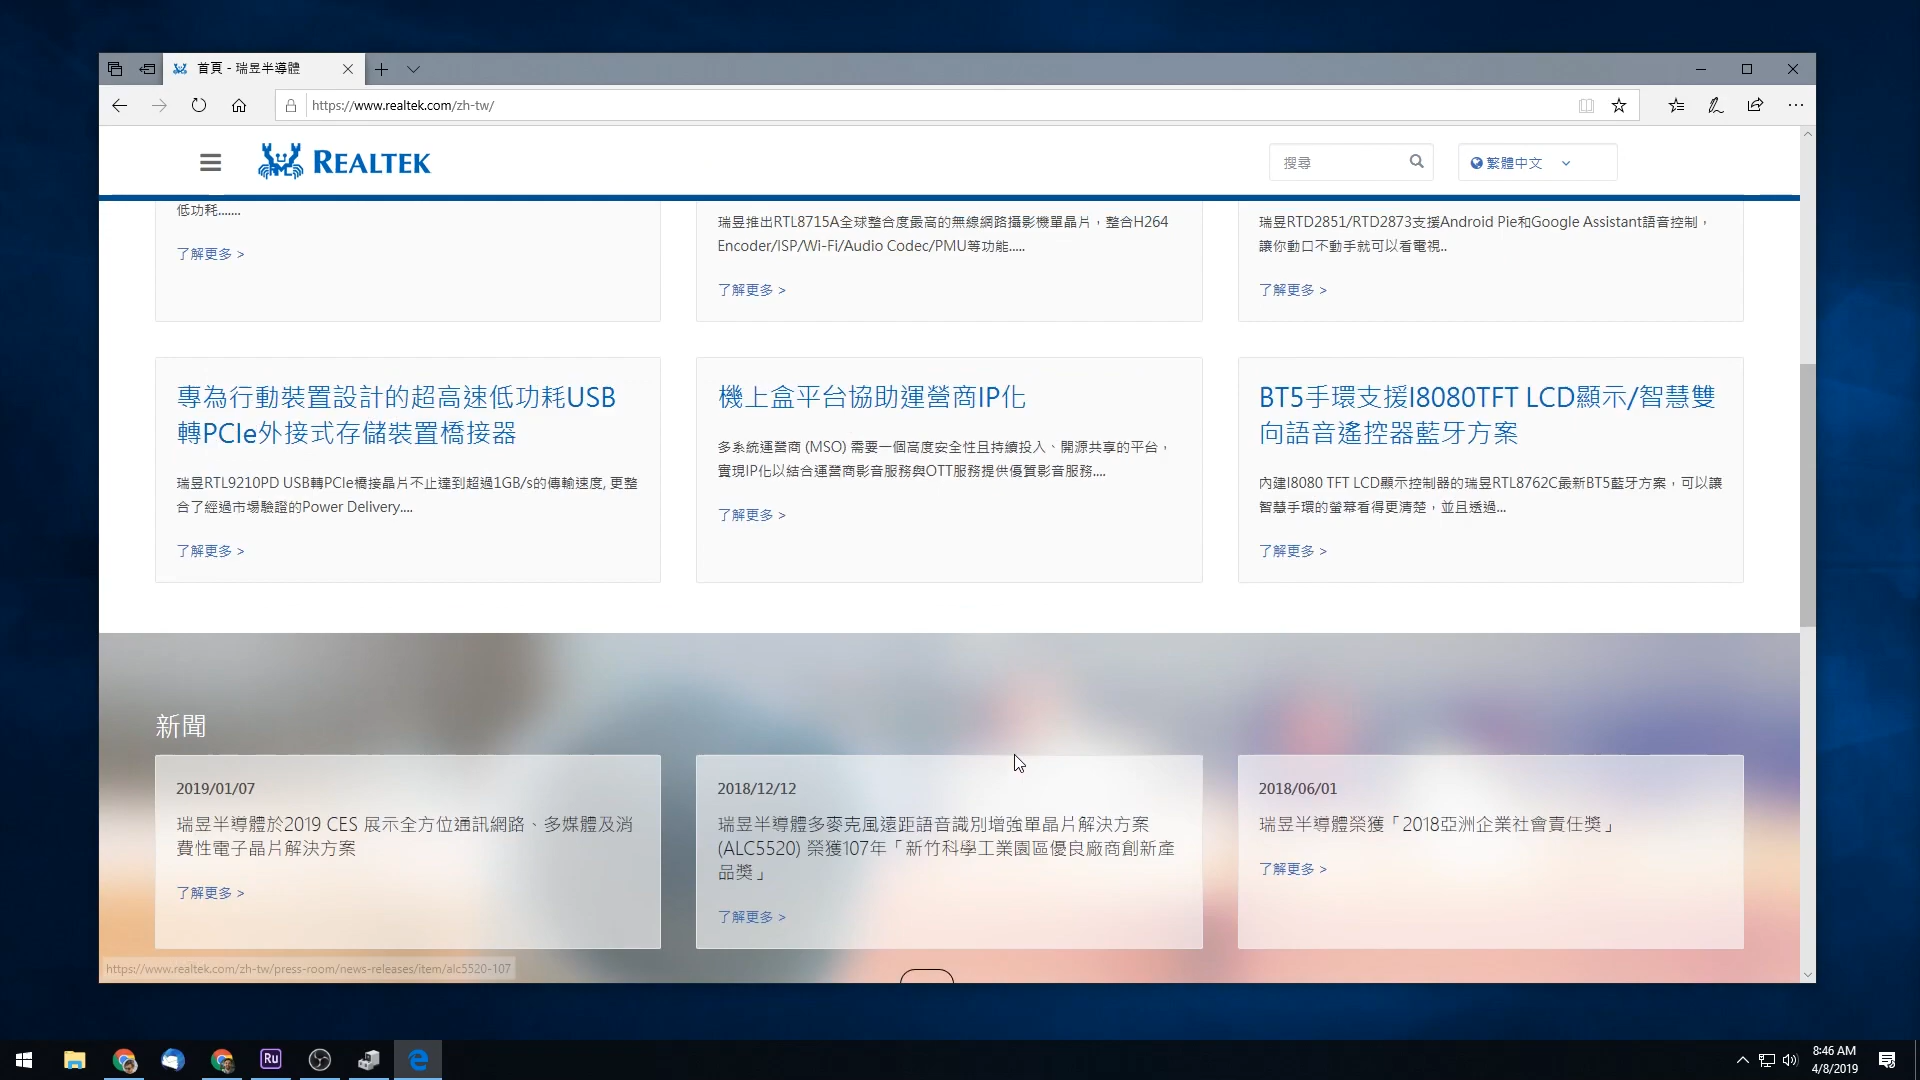 首頁 - 瑞昱半導體
https://www.realtek.com/zh-tw/
REALTEK
搜尋
繁體中文
低功耗.......
了解更多 >
瑞昱推出RTL8715A全球整合度最高的無線網路攝影機單晶片，整合H264
Encoder/ISP/Wi-Fi/Audio Codec/PMU等功能.....
了解更多 >
瑞昱RTD2851/RTD2873支援Android Pie和Google Assistant語音控制，
讓你動口不動手就可以看電視..
了解更多 >
專為行動裝置設計的超高速低功耗USB
轉PCIe外接式存儲裝置橋接器
瑞昱RTL9210PD USB轉PCIe橋接晶片不止達到超過1GB/s的傳輸速度, 更整
合了經過市場驗證的Power Delivery....
了解更多 >
機上盒平台協助運營商IP化
多系統運營商 (MSO) 需要一個高度安全性且持續投入、開源共享的平台，
實現IP化以結合運營商影音服務與OTT服務提供優質影音服務....
了解更多 >
BT5手環支援I8080TFT LCD顯示/智慧雙
向語音遙控器藍牙方案
內建I8080 TFT LCD顯示控制器的瑞昱RTL8762C最新BT5藍牙方案，可以讓
智慧手環的螢幕看得更清楚，並且透過...
了解更多 >
新聞
2019/01/07
瑞昱半導體於2019 CES 展示全方位通訊網路、多媒體及消
費性電子晶片解決方案
了解更多 >
2018/12/12
瑞昱半導體多麥克風遠距語音識別增強單晶片解決方案
(ALC5520) 榮獲107年「新竹科學工業園區優良廠商創新產
品獎」
了解更多 >
2018/06/01
瑞昱半導體榮獲「2018亞洲企業社會責任獎」
了解更多 >
https://www.realtek.com/zh-tw/press-room/news-releases/item/alc5520-107
Ru
8:46 AM
4/8/2019